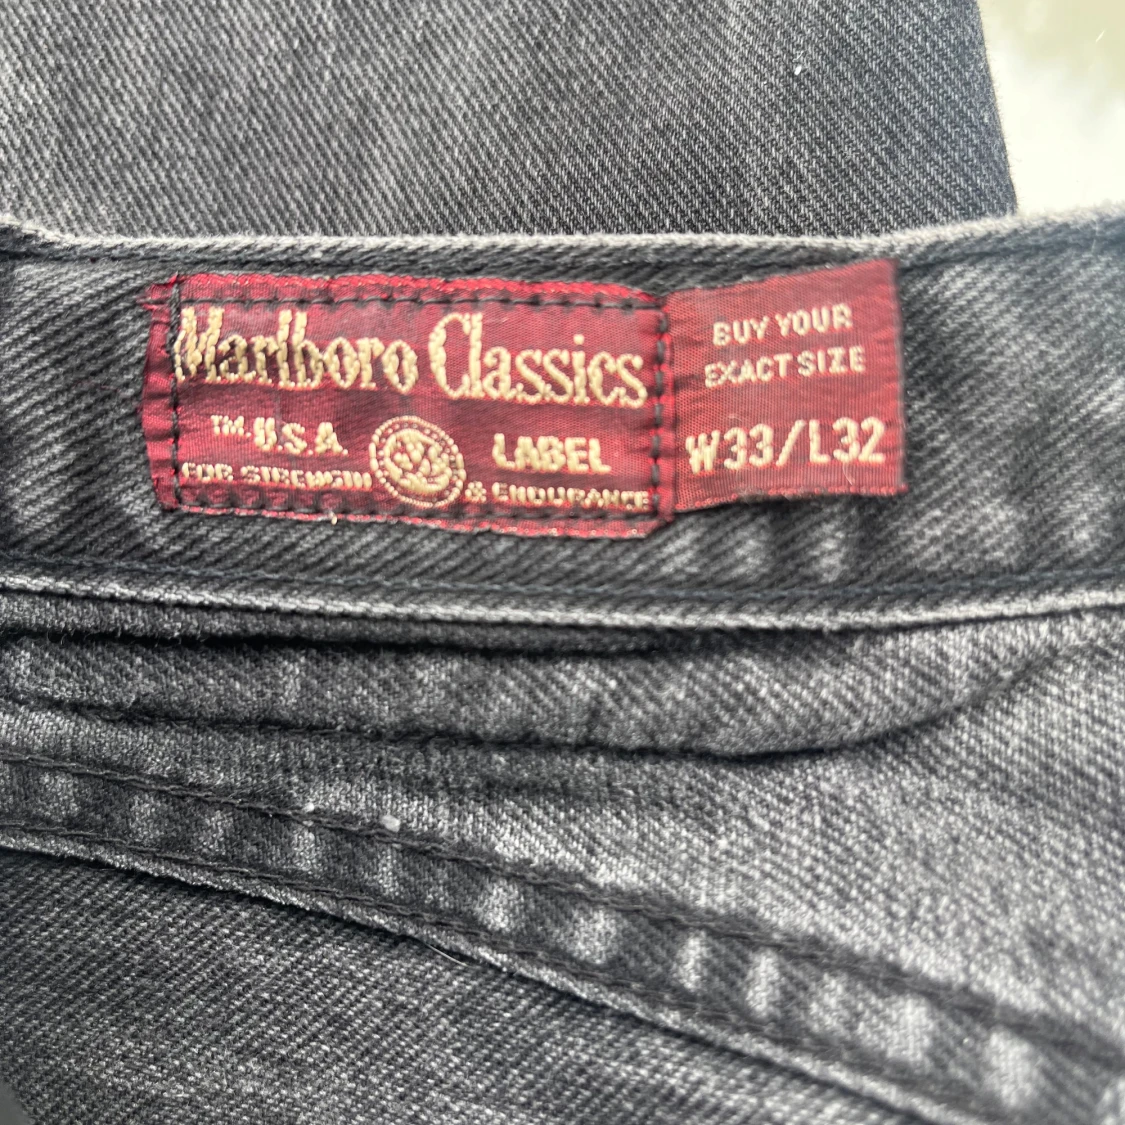 Marlboro Classics
TM. U.S.A. LABEL
FOR STRENGTH & ENDURANCE
BUY YOUR
EXACT SIZE
W33/L32